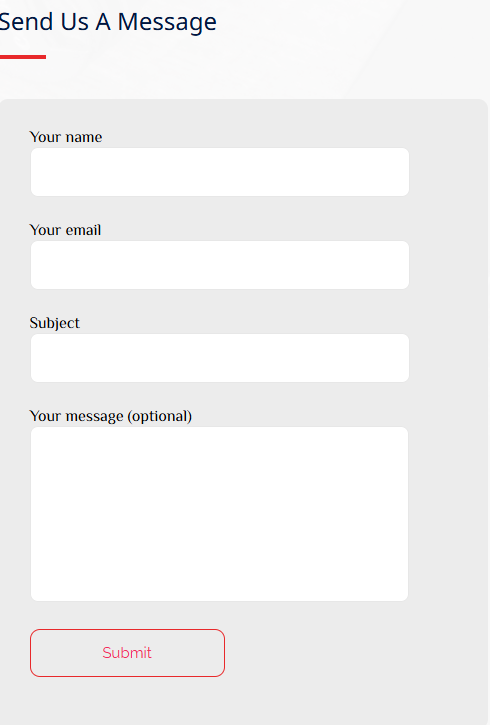 Send Us A Message
Your name
Your email
Subject
Your message (optional)
Submit